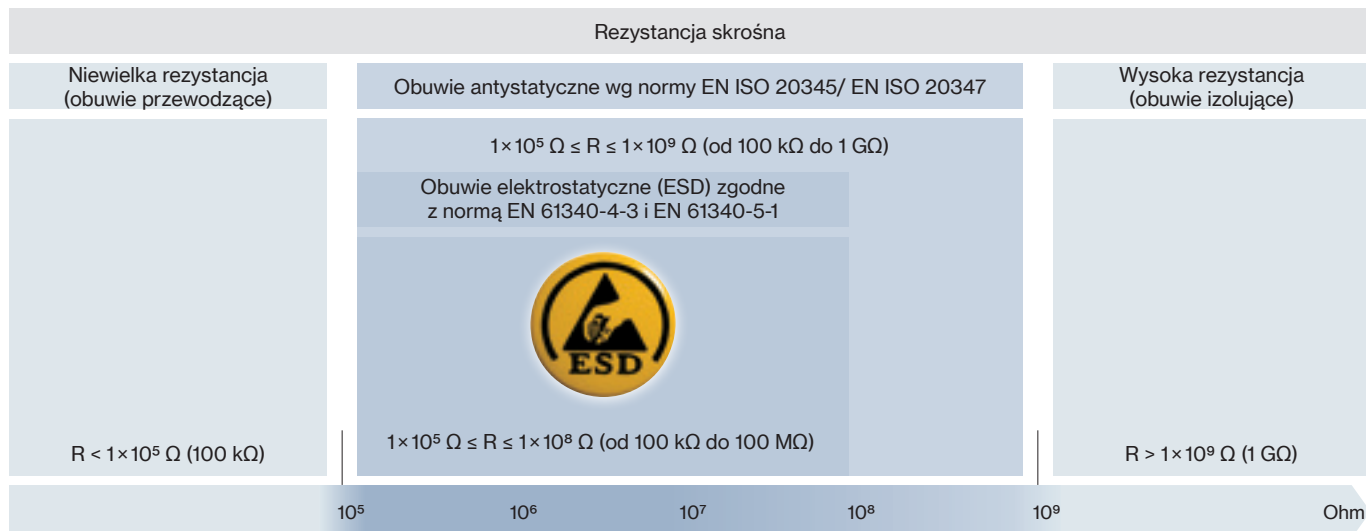 Rezystancja skrośna
Niewielka rezystancja
(obuwie przewodzące)
Obuwie antystatyczne wg normy EN ISO 20345/ EN ISO 20347
Wysoka rezystancja
(obuwie izolujące)
1×10⁵ Ω ≤ R ≤ 1×10⁹ Ω (od 100 kΩ do 1 GΩ)
Obuwie elektrostatyczne (ESD) zgodne
z normą EN 61340-4-3 i EN 61340-5-1
ESD
1×10⁵ Ω ≤ R ≤ 1×10⁸ Ω (od 100 kΩ do 100 MΩ)
R < 1×10⁵ Ω (100 kΩ)
R > 1×10⁹ Ω (1 GΩ)
10⁵ 10⁶ 10⁷ 10⁸ 10⁹ Ohm